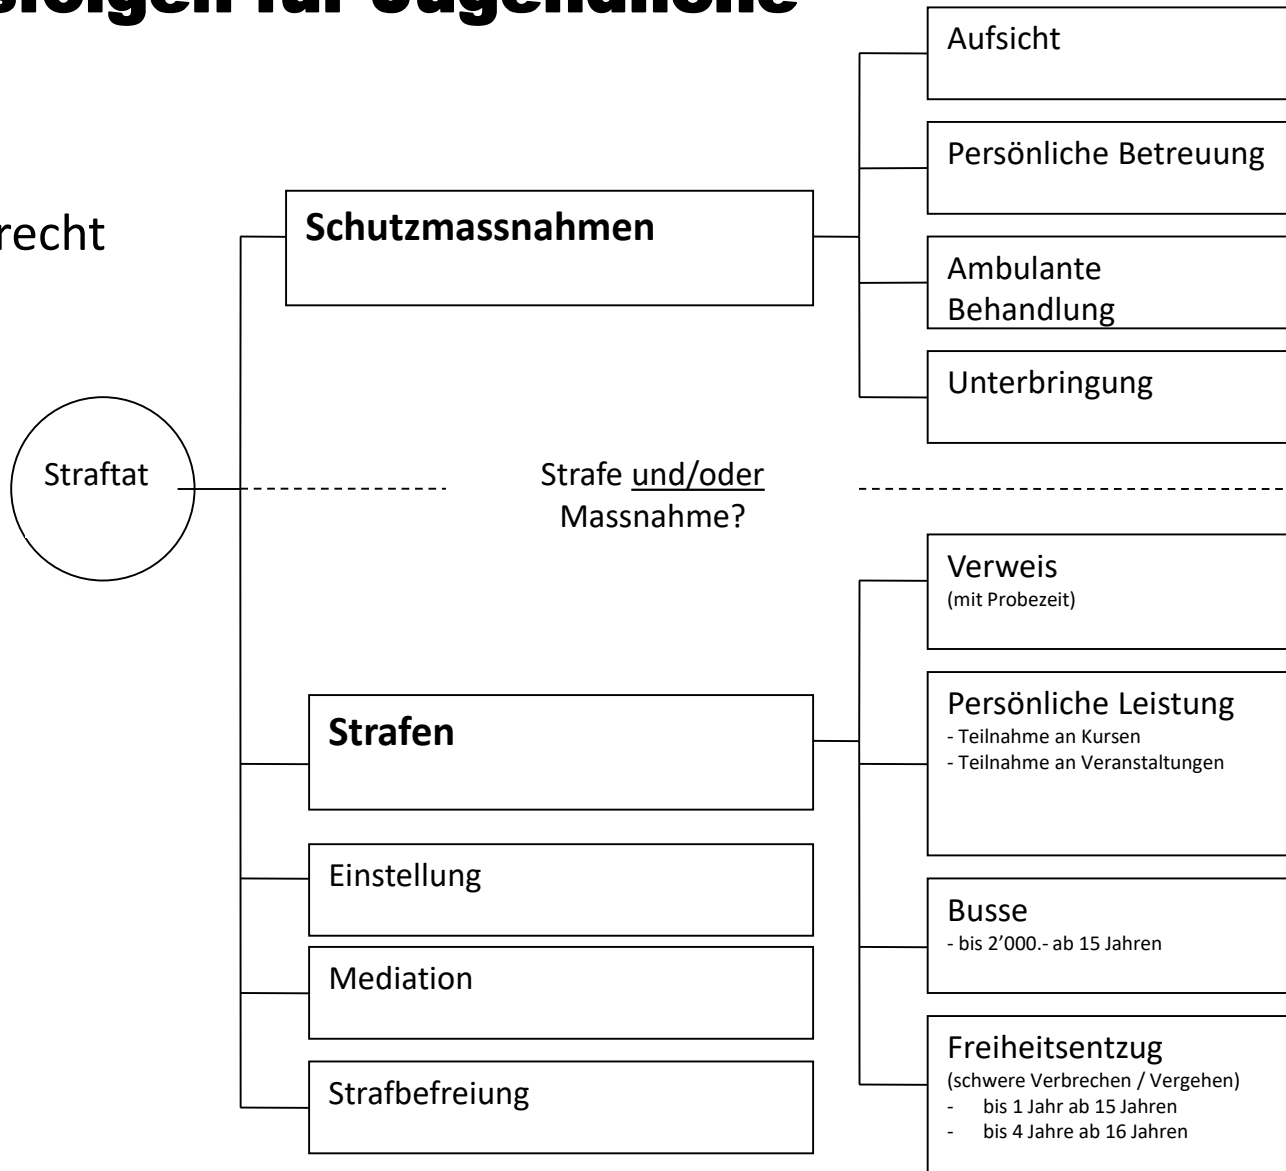 für Jugendliche
recht
Straftat
Schutzmassnahmen
Aufsicht
Persönliche Betreuung
Ambulante
Behandlung
Unterbringung
Strafe und/oder
Massnahme?
Strafen
Verweis
(mit Probezeit)
Persönliche Leistung
- Teilnahme an Kursen
- Teilnahme an Veranstaltungen
Busse
- bis 2’000.- ab 15 Jahren
Freiheitsentzug
(schwere Verbrechen / Vergehen)
- bis 1 Jahr ab 15 Jahren
- bis 4 Jahre ab 16 Jahren
Einstellung
Mediation
Strafbefreiung